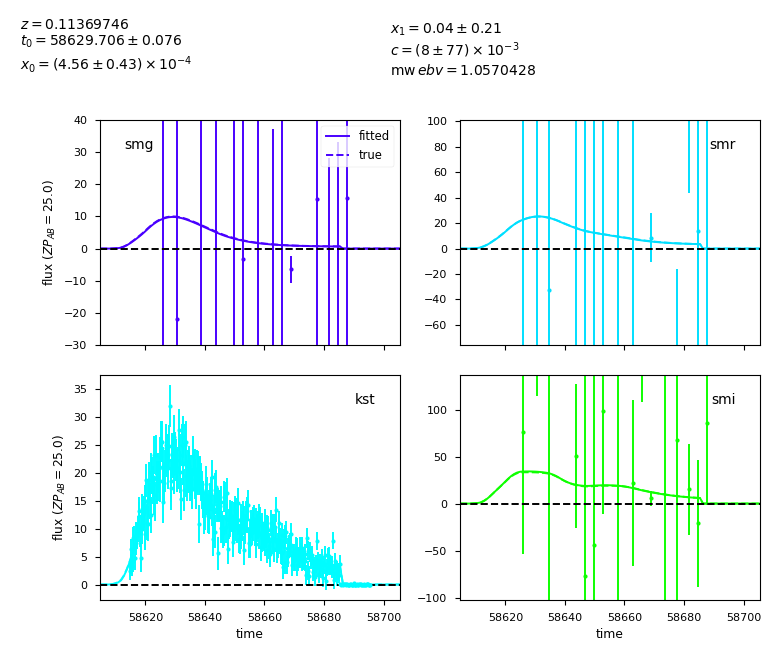 z = 0.11369746
t₀ = 58629.706 ± 0.076
x₀ = (4.56 ± 0.43) × 10⁻⁴
x₁ = 0.04 ± 0.21
c = (8 ± 77) × 10⁻³
mw ebv = 1.0570428
40
30
20
10
0
−10
−20
−30
flux (ZP_AB = 25.0)
smg
fitted
true
100
80
60
40
20
0
−20
−40
−60
smr
35
30
25
20
15
10
5
0
flux (ZP_AB = 25.0)
kst
58620 58640 58660 58680 58700
time
100
50
0
−50
−100
smi
58620 58640 58660 58680 58700
time